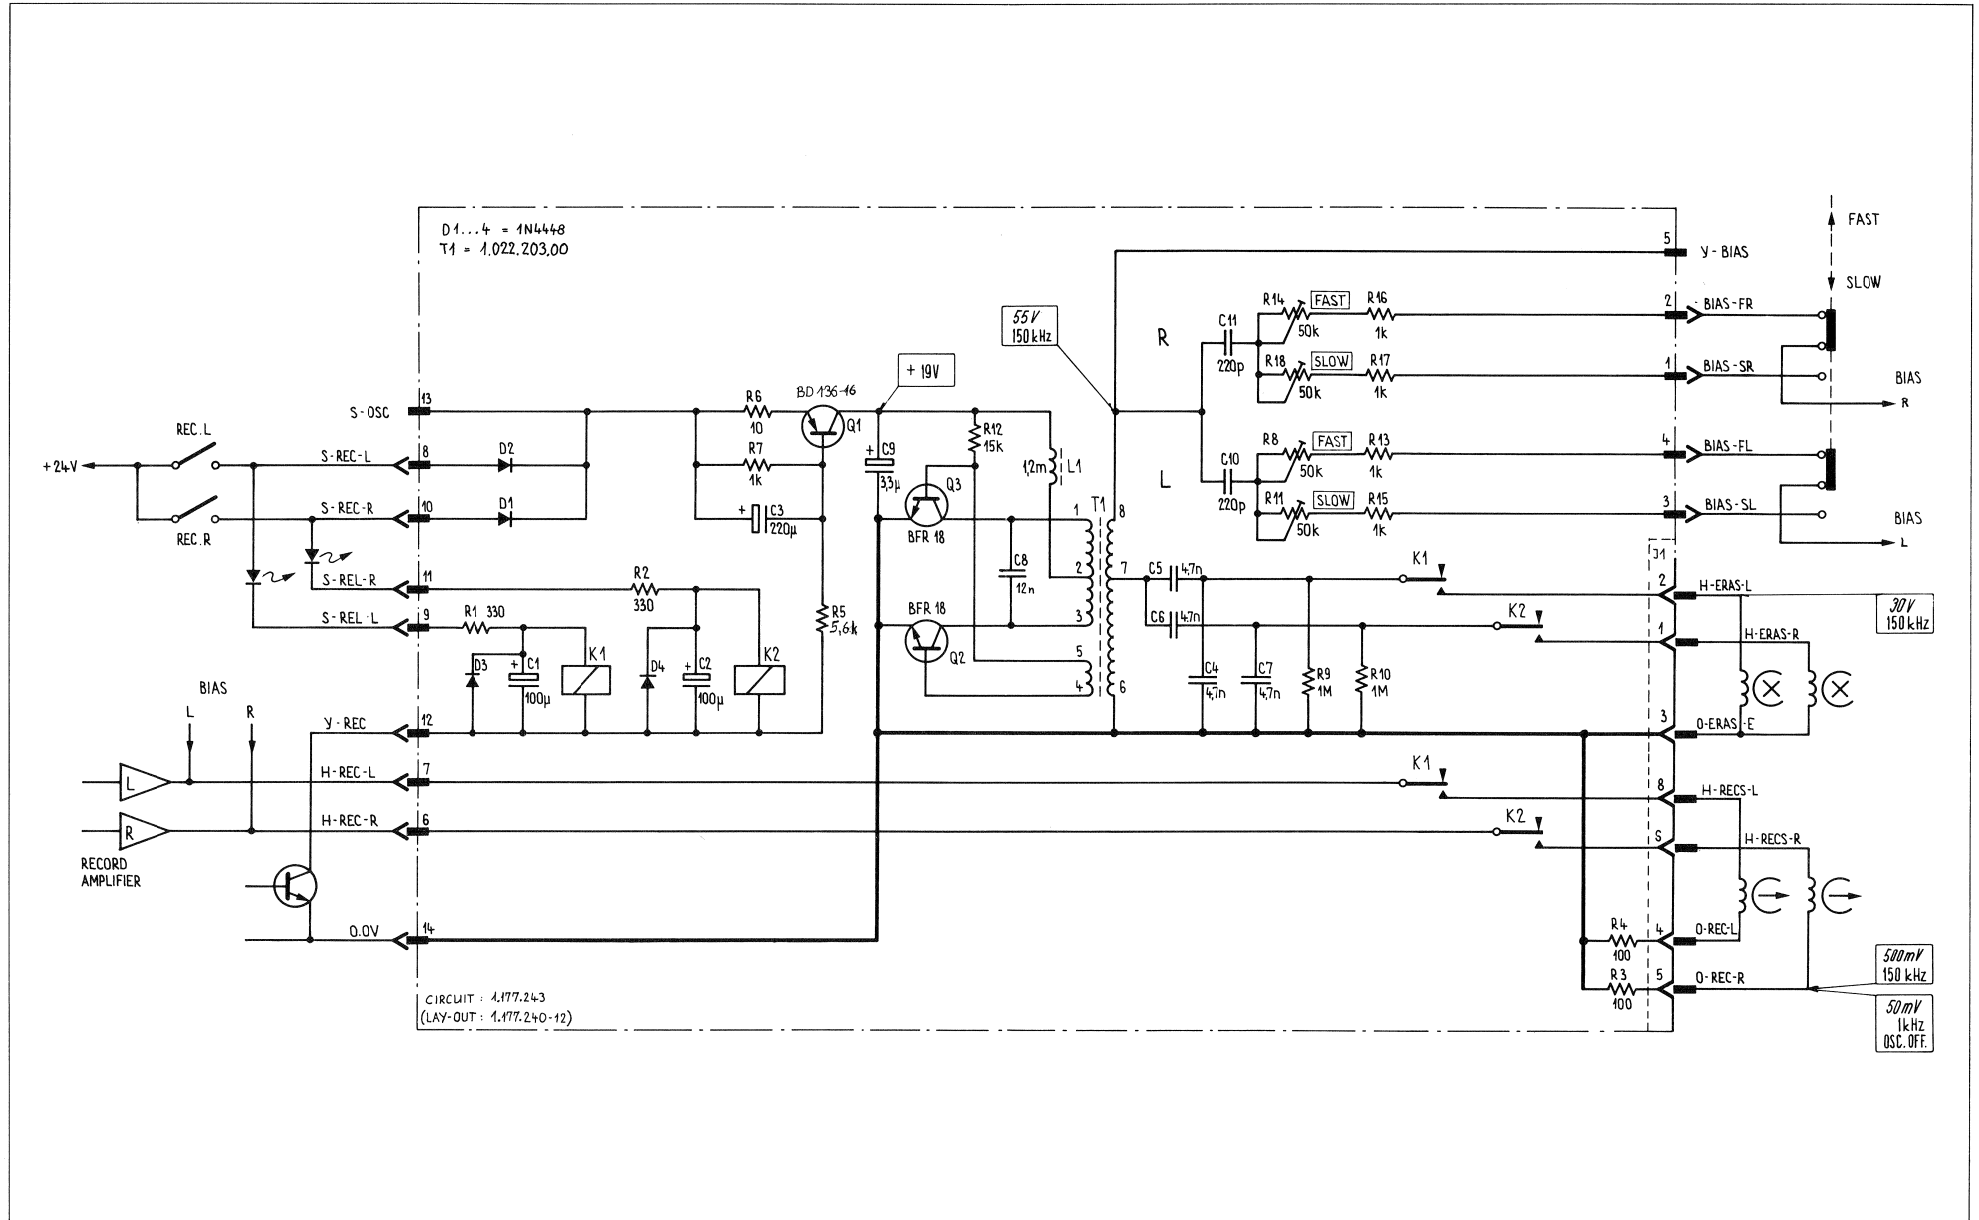 D1...4 = 1N4448
T1 = 1.022.203.00
FAST
SLOW
5
Y-BIAS
55V
150 kHz
R
C11
220p
R14
FAST
50k
R16
1k
2
BIAS-FR
R18
SLOW
50k
R17
1k
1
BIAS-SR
BIAS
R
+ 19V
S-OSC
13
R6
10
BD 136-16
Q1
R7
1k
+
C3
220µ
+
C9
3,3µ
R12
15k
1,2m
L1
L
C10
220p
R8
FAST
50k
R13
1k
4
BIAS-FL
R11
SLOW
50k
R15
1k
3
BIAS-SL
BIAS
L
REC.L
+24V
S-REC-L
8
D2
S-REC-R
10
D1
REC.R
Q3
BFR 18
C8
12n
T1
1
2
3
5
4
8
7
6
S-REL-R
11
R2
330
S-REL-L
9
R1 330
R5
5,6k
BFR 18
Q2
C5
4,7n
C6
4,7n
C4
4,7n
C7
4,7n
R9
1M
R10
1M
K1
K2
J1
2
H-ERAS-L
30V
150 kHz
1
H-ERAS-R
3
0-ERAS-E
D3
+
C1
100µ
K1
D4
+
C2
100µ
K2
BIAS
L
R
Y-REC
12
L
H-REC-L
7
K1
8
H-RECS-L
R
H-REC-R
6
K2
S
H-RECS-R
RECORD
AMPLIFIER
0.0V
14
R4
100
4
0-REC-L
R3
100
5
0-REC-R
500mV
150 kHz
50mV
1kHz
OSC.OFF.
CIRCUIT : 1.177.243
(LAY-OUT : 1.177.240-12)